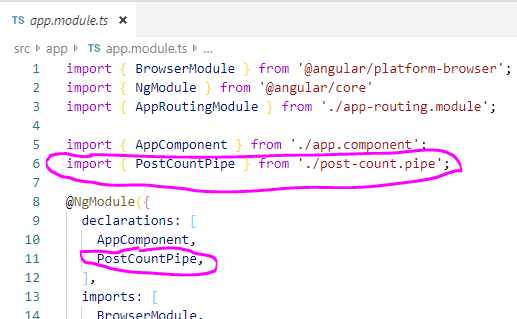 TS app.module.ts ×
src > app > TS app.module.ts > ...
1 import { BrowserModule } from '@angular/platform-browser';
2 import { NgModule } from '@angular/core'
3 import { AppRoutingModule } from './app-routing.module';
4
5 import { AppComponent } from './app.component';
6 import { PostCountPipe } from './post-count.pipe';
7
8 @NgModule({
9 declarations: [
10 AppComponent,
11 PostCountPipe,
12 ],
13 imports: [
14 BrowserModule,